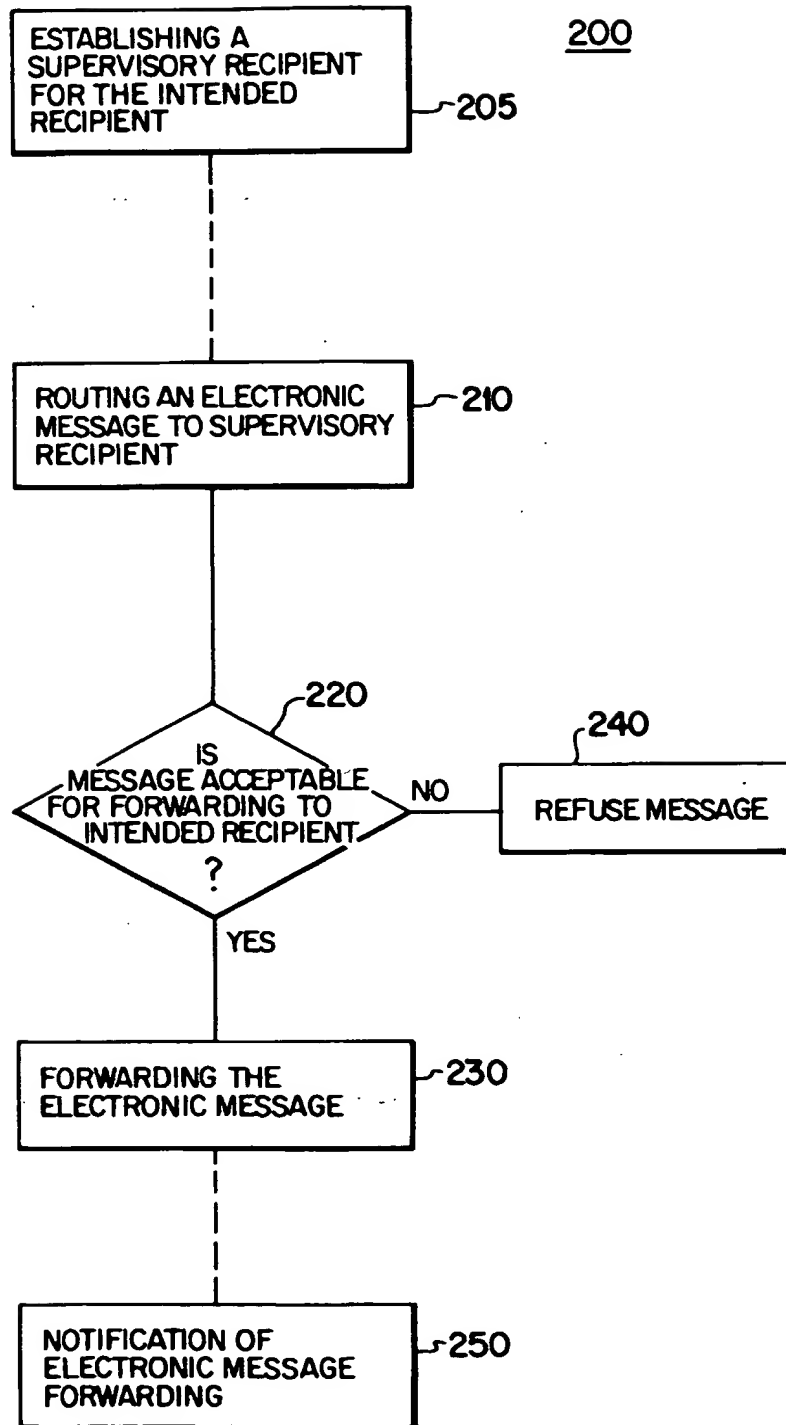 200
ESTABLISHING A
SUPERVISORY RECIPIENT
FOR THE INTENDED
RECIPIENT
205
ROUTING AN ELECTRONIC
MESSAGE TO SUPERVISORY
RECIPIENT
210
220
IS
MESSAGE ACCEPTABLE
FOR FORWARDING TO
INTENDED RECIPIENT
?
NO
240
REFUSE MESSAGE
YES
FORWARDING THE
ELECTRONIC MESSAGE
230
NOTIFICATION OF
ELECTRONIC MESSAGE
FORWARDING
250